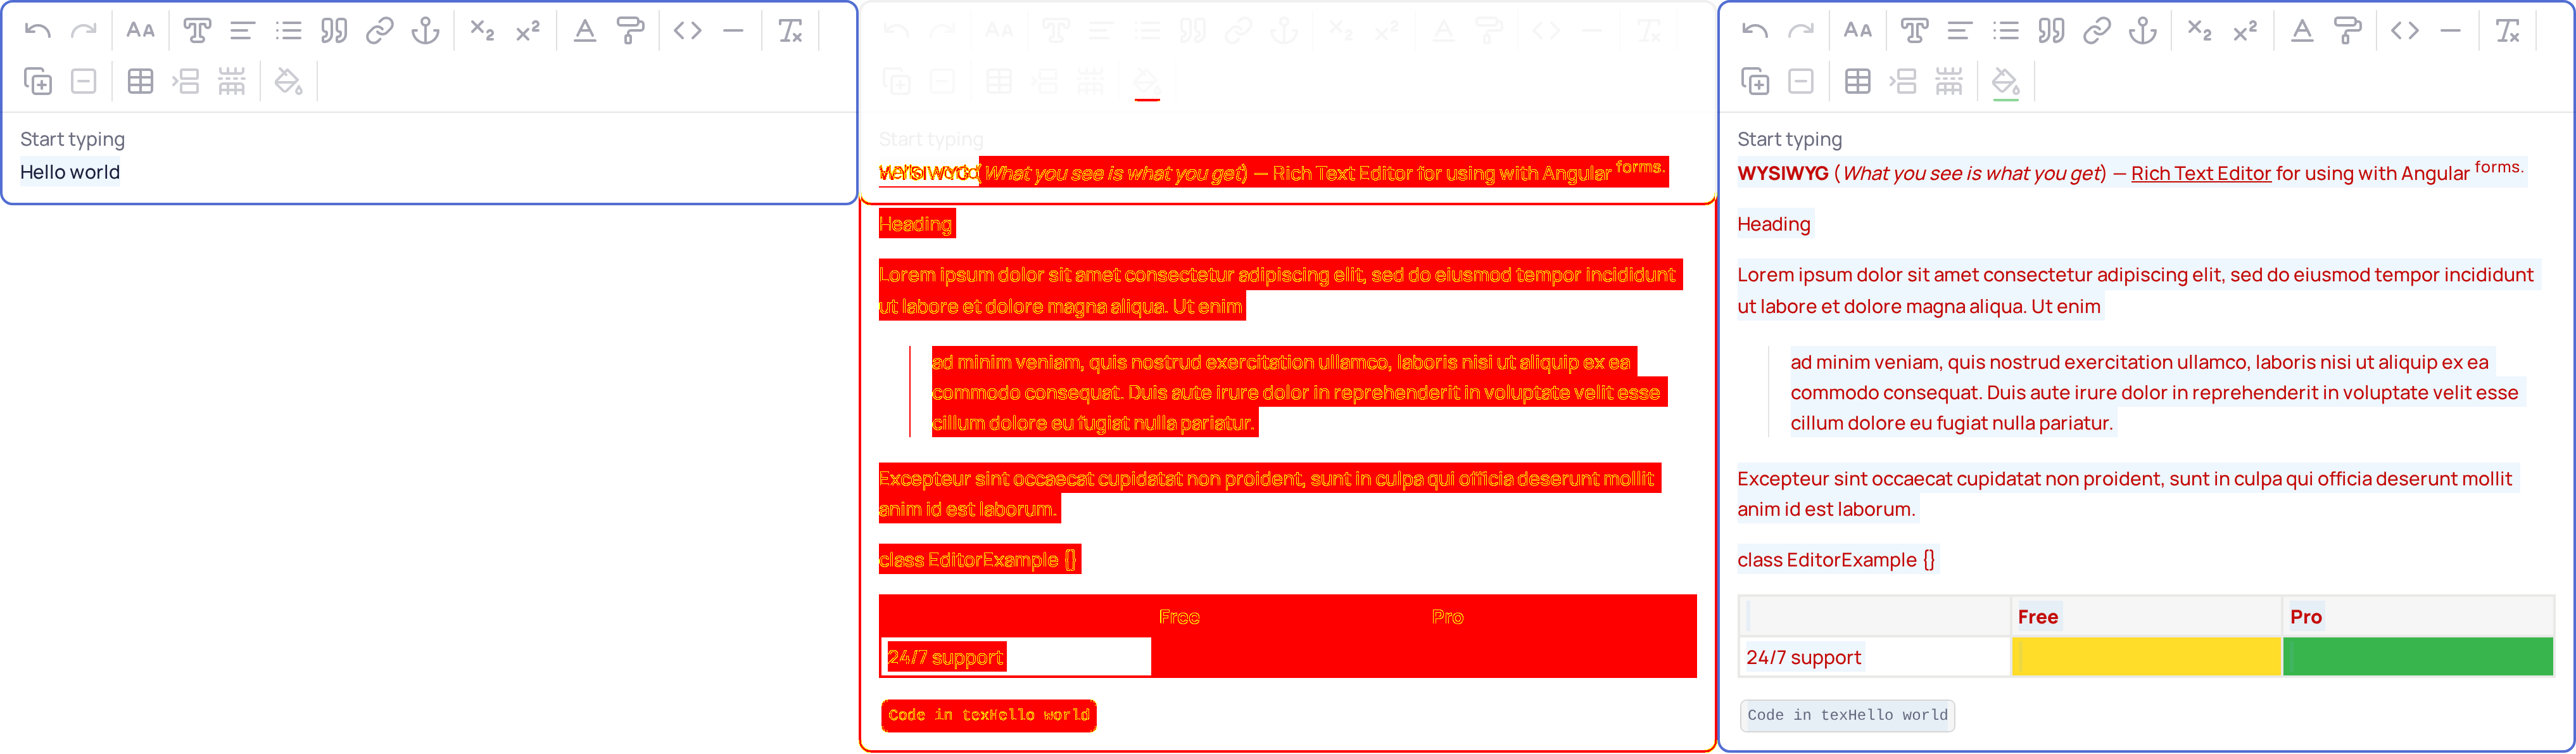 Start typing
Hello world
Start typing
(What you see is what you get) — Rich Text Editor for using with Angular forms.
Heading
Lorem ipsum dolor sit amet consectetur adipiscing elit, sed do eiusmod tempor incididunt
ut labore et dolore magna aliqua. Ut enim
ad minim veniam, quis nostrud exercitation ullamco, laboris nisi ut aliquip ex ea
commodo consequat. Duis aute irure dolor in reprehenderit in voluptate velit esse
cillum dolore eu fugiat nulla pariatur.
Excepteur sint occaecat cupidatat non proident, sunt in culpa qui officia deserunt mollit
anim id est laborum.
class EditorExample {}
Free Pro
24/7 support
Code in texHello world
Start typing
WYSIWYG (What you see is what you get) — Rich Text Editor for using with Angular forms.
Heading
Lorem ipsum dolor sit amet consectetur adipiscing elit, sed do eiusmod tempor incididunt
ut labore et dolore magna aliqua. Ut enim
ad minim veniam, quis nostrud exercitation ullamco, laboris nisi ut aliquip ex ea
commodo consequat. Duis aute irure dolor in reprehenderit in voluptate velit esse
cillum dolore eu fugiat nulla pariatur.
Excepteur sint occaecat cupidatat non proident, sunt in culpa qui officia deserunt mollit
anim id est laborum.
class EditorExample {}
Free Pro
24/7 support
Code in texHello world